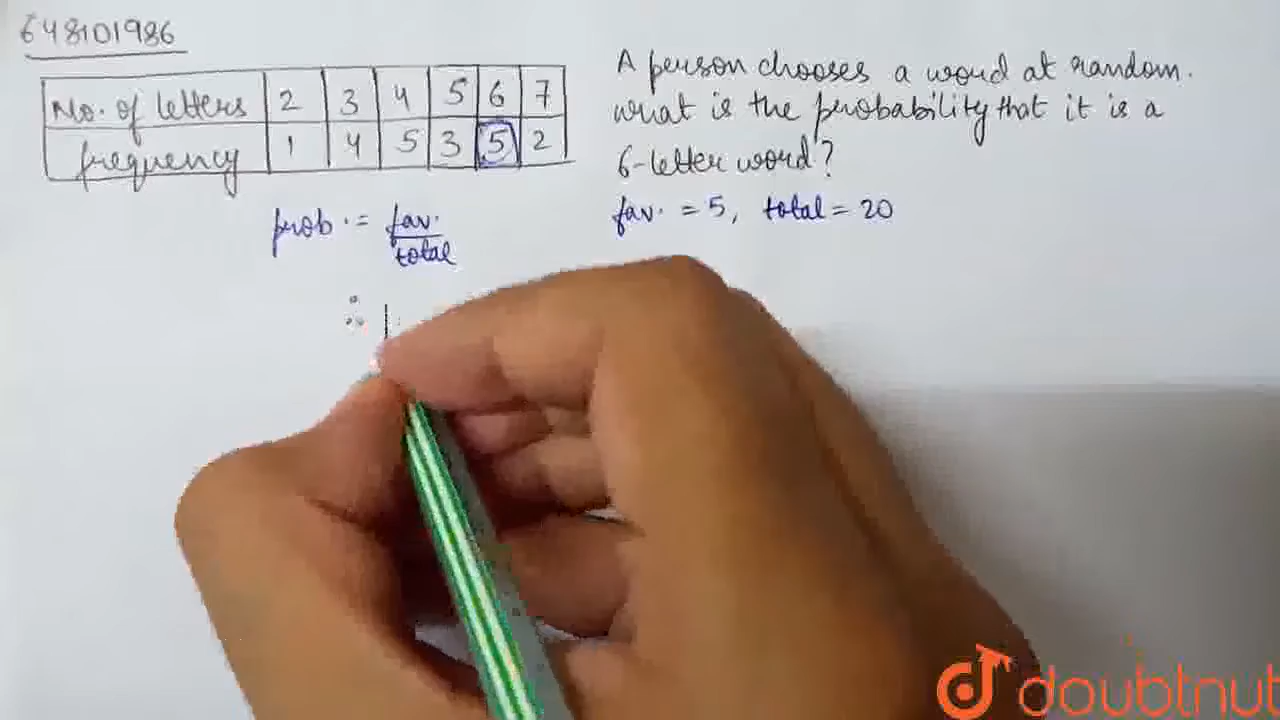 648101986
No. of letters 2 3 4 5 6 7
frequency 1 4 5 3 5 2
A person chooses a word at random.
what is the probability that it is a
6-letter word?
fav. = 5, total = 20
prob. = fav.
total
∴
doubtnut